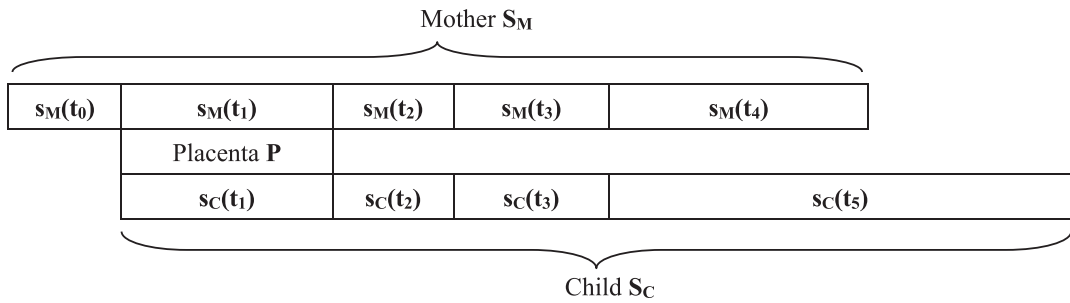 Mother S_M
s_M(t_0) s_M(t_1) s_M(t_2) s_M(t_3) s_M(t_4)
Placenta P
s_C(t_1) s_C(t_2) s_C(t_3) s_C(t_5)
Child S_C